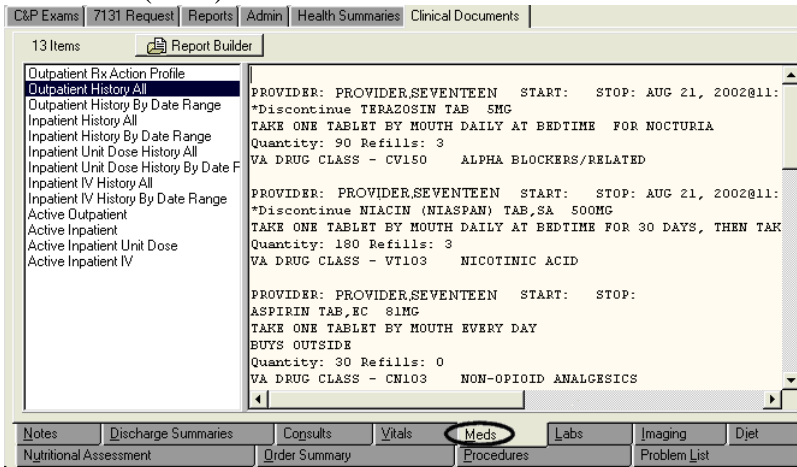 C&P Exams 7131 Request Reports Admin Health Summaries Clinical Documents
13 Items Report Builder
Outpatient Rx Action Profile
Outpatient History All
Outpatient History By Date Range
Inpatient History All
Inpatient History By Date Range
Inpatient Unit Dose History All
Inpatient Unit Dose History By Date F
Inpatient IV History All
Inpatient IV History By Date Range
Active Outpatient
Active Inpatient
Active Inpatient Unit Dose
Active Inpatient IV
PROVIDER: PROVIDER,SEVENTEEN START: STOP: AUG 21, 2002@11:
*Discontinue TERAZOSIN TAB 5MG
TAKE ONE TABLET BY MOUTH DAILY AT BEDTIME FOR NOCTURIA
Quantity: 90 Refills: 3
VA DRUG CLASS - CV150 ALPHA BLOCKERS/RELATED
PROVIDER: PROVIDER,SEVENTEEN START: STOP: AUG 21, 2002@11:
*Discontinue NIACIN (NIASPAN) TAB,SA 500MG
TAKE ONE TABLET BY MOUTH DAILY AT BEDTIME FOR 30 DAYS, THEN TAK
Quantity: 180 Refills: 3
VA DRUG CLASS - VT103 NICOTINIC ACID
PROVIDER: PROVIDER,SEVENTEEN START: STOP:
ASPIRIN TAB,EC 81MG
TAKE ONE TABLET BY MOUTH EVERY DAY
BUYS OUTSIDE
Quantity: 30 Refills: 0
VA DRUG CLASS - CN103 NON-OPIOID ANALGESICS
Notes Discharge Summaries Consults Vitals Meds Labs Imaging Djet
Nutritional Assessment Order Summary Procedures Problem List